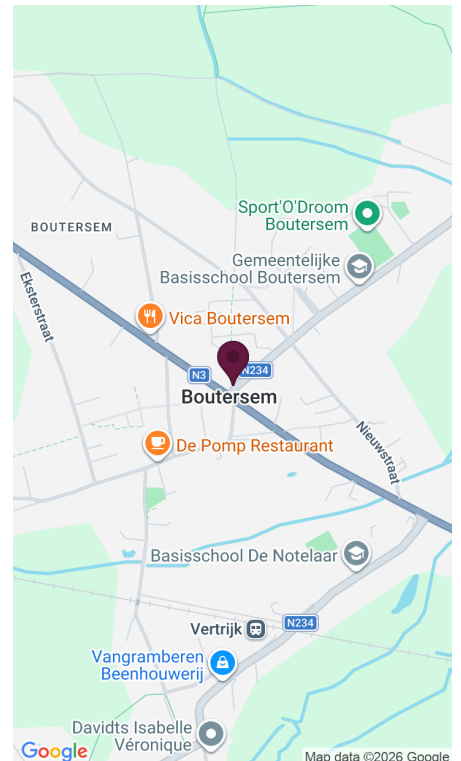 Sport'O'Droom
Boutersem
BOUTERSEM
Gemeentelijke
Basisschool Boutersem
Eksterstraat
Vica Boutersem
N3
N234
Boutersem
De Pomp Restaurant
Nieuwstraat
Basisschool De Notelaar
Vertrijk
N234
Vangramberen
Beenhouwerij
Davidts Isabelle
Véronique
Google
Map data ©2026 Google